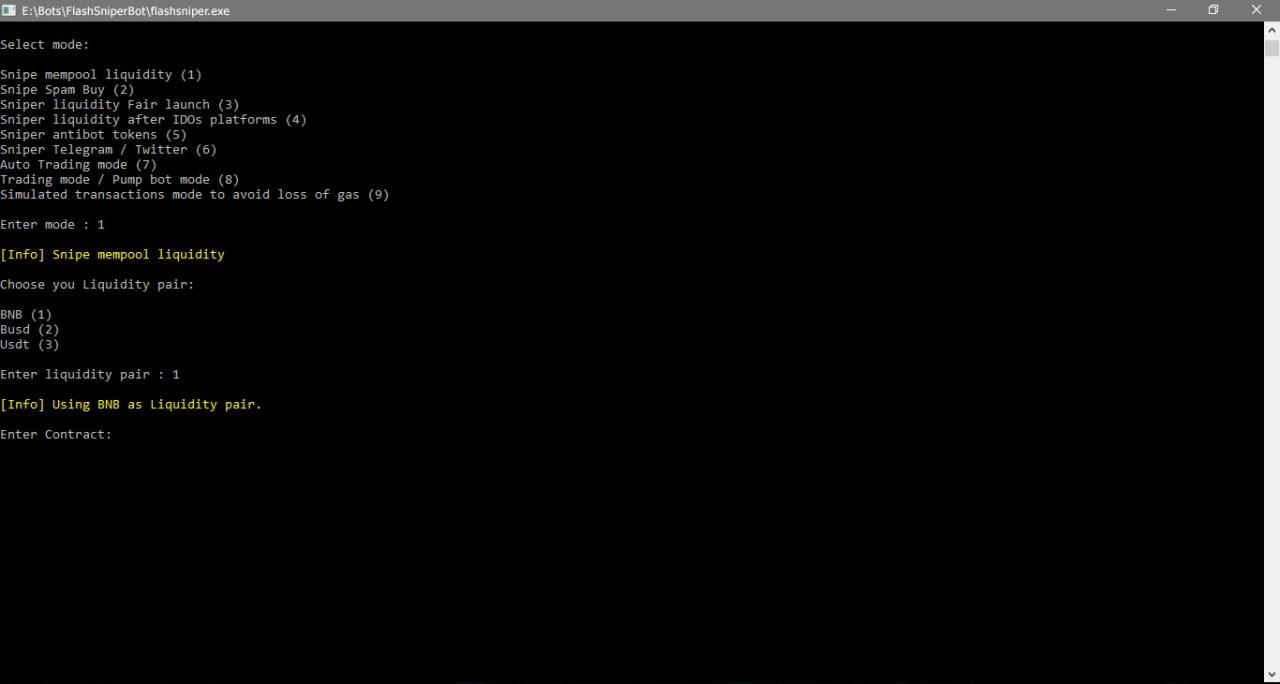 E:\Bots\FlashSniperBot\flashsniper.exe
Select mode:
Snipe mempool liquidity (1)
Snipe Spam Buy (2)
Sniper liquidity Fair launch (3)
Sniper liquidity after IDOs platforms (4)
Sniper antibot tokens (5)
Sniper Telegram / Twitter (6)
Auto Trading mode (7)
Trading mode / Pump bot mode (8)
Simulated transactions mode to avoid loss of gas (9)
Enter mode : 1
[Info] Snipe mempool liquidity
Choose you Liquidity pair:
BNB (1)
Busd (2)
Usdt (3)
Enter liquidity pair : 1
[Info] Using BNB as Liquidity pair.
Enter Contract: